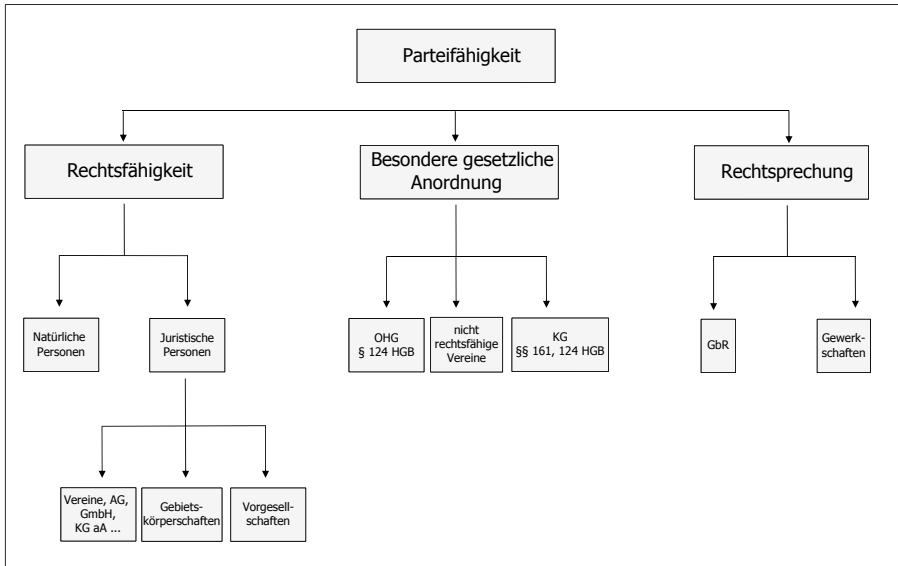 Parteifähigkeit
Rechtsfähigkeit
Besondere gesetzliche
Anordnung
Rechtsprechung
Natürliche
Personen
Juristische
Personen
OHG
§ 124 HGB
nicht
rechtsfähige
Vereine
KG
§§ 161, 124 HGB
GbR
Gewerk-
schaften
Vereine, AG,
GmbH,
KG aA ...
Gebiets-
körperschaften
Vorgesell-
schaften